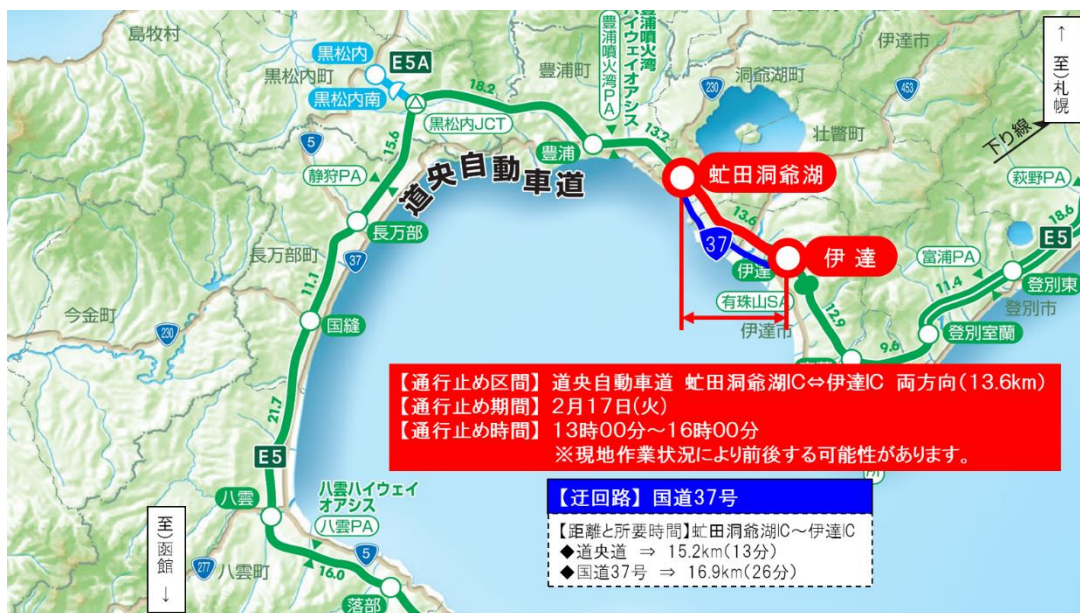 島牧村
黒松内
E5A
黒松内町
黒松内南
18.2
豊浦町
豊浦噴火湾
ハイウェイオアシス
豊浦噴火湾PA
洞爺湖町
230
伊達市
453
↑至)札幌
下り線
5
15.6
黒松内JCT
豊浦
13.2
壮瞥町
静狩PA
道央自動車道
虻田洞爺湖
萩野PA
18.6
長万部
13.6
37
伊達
伊達
富浦PA
E5
長万部町
37
有珠山SA
11.4
登別東
今金町
11.1
伊達市
12.9
登別市
230
国縫
9.6
登別室蘭
【通行止め区間】 道央自動車道 虻田洞爺湖IC⇔伊達IC 両方向(13.6km)
【通行止め期間】 2月17日(火)
【通行止め時間】 13時00分～16時00分
※現地作業状況により前後する可能性があります。
21.7
E5
八雲ハイウェイ
オアシス
八雲
八雲PA
【迂回路】 国道37号
【距離と所要時間】虻田洞爺湖IC～伊達IC
◆道央道 ⇒ 15.2km(13分)
◆国道37号 ⇒ 16.9km(26分)
至)函館↓
277
八雲町
16.0
5
落部